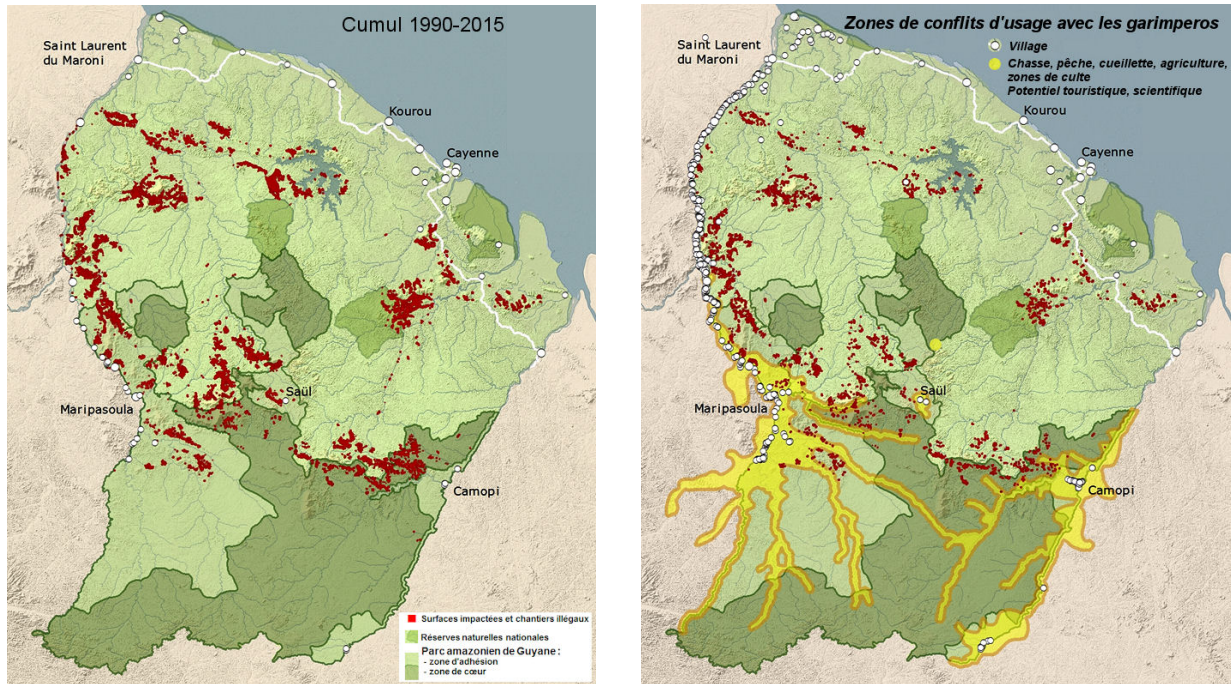 Cumul 1990-2015
Saint Laurent
du Maroni
Kourou
Cayenne
Saül
Maripasoula
Camopi
Surfaces impactées et chantiers illégaux
Réserves naturelles nationales
Parc amazonien de Guyane :
- zone d'adhésion
- zone de cœur
Zones de conflits d'usage avec les garimperos
Village
Chasse, pêche, cueillette, agriculture,
zones de culte
Potentiel touristique, scientifique
Saint Laurent
du Maroni
Kourou
Cayenne
Saül
Maripasoula
Camopi